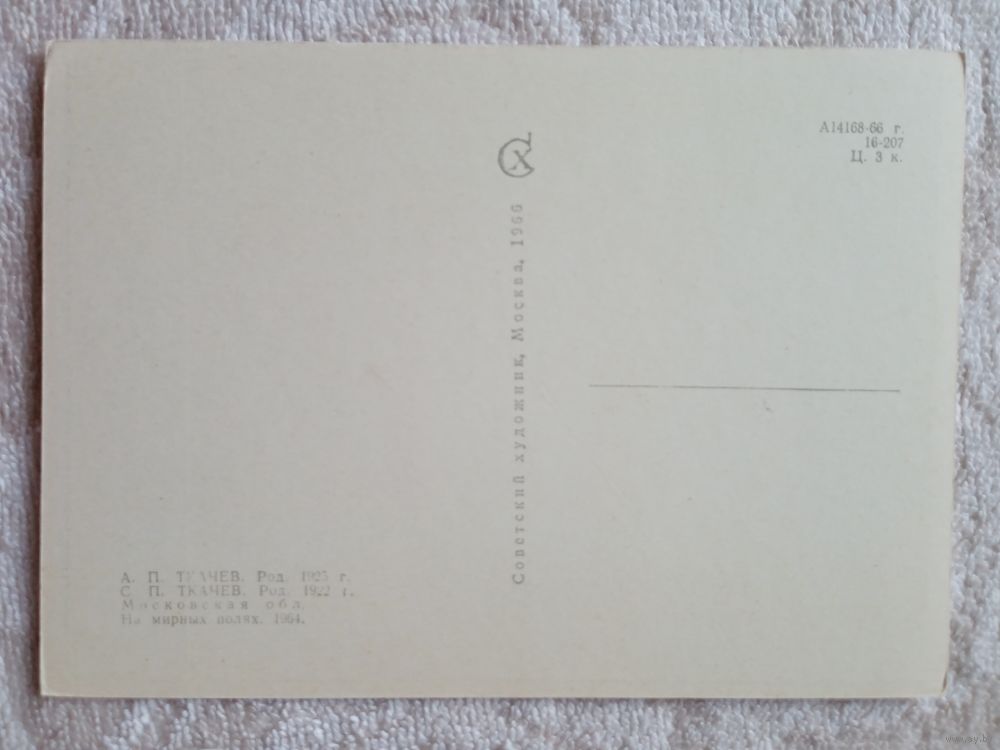 А14168-66 г.
16-207
Ц. 3 к.
СХ
Советский художник, Москва, 1966
А. П. ТКАЧЕВ. Род. 1925 г.
С. П. ТКАЧЕВ. Род. 1922 г.
Московская обл.
На мирных полях. 1964.